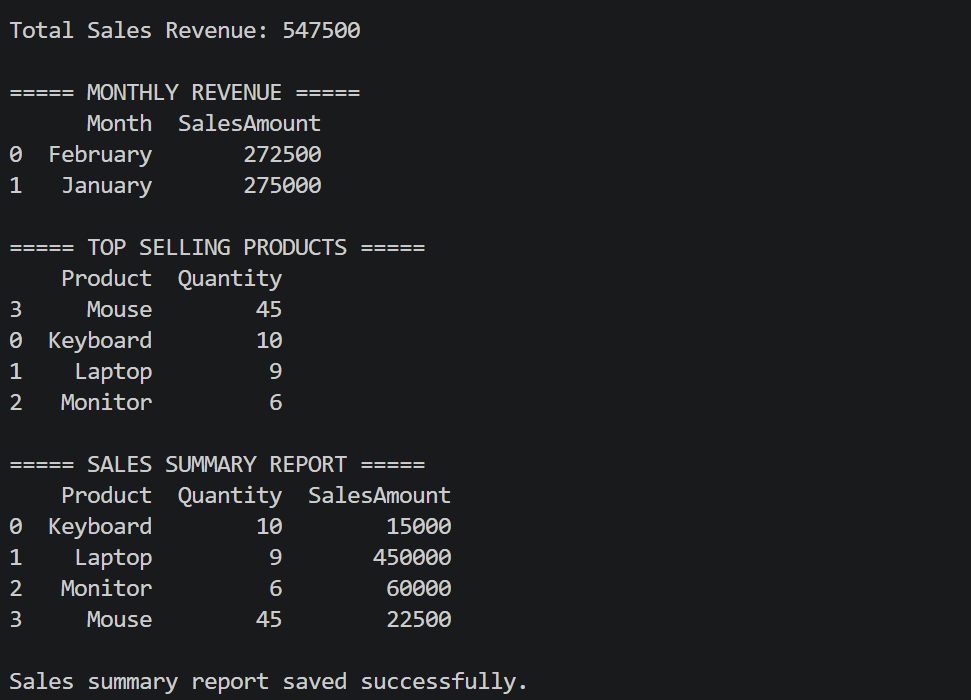 Total Sales Revenue: 547500

===== MONTHLY REVENUE =====
      Month  SalesAmount
0  February       272500
1   January       275000

===== TOP SELLING PRODUCTS =====
    Product  Quantity
3     Mouse        45
0  Keyboard        10
1    Laptop         9
2   Monitor         6

===== SALES SUMMARY REPORT =====
    Product  Quantity  SalesAmount
0  Keyboard        10        15000
1    Laptop         9       450000
2   Monitor         6        60000
3     Mouse        45        22500

Sales summary report saved successfully.